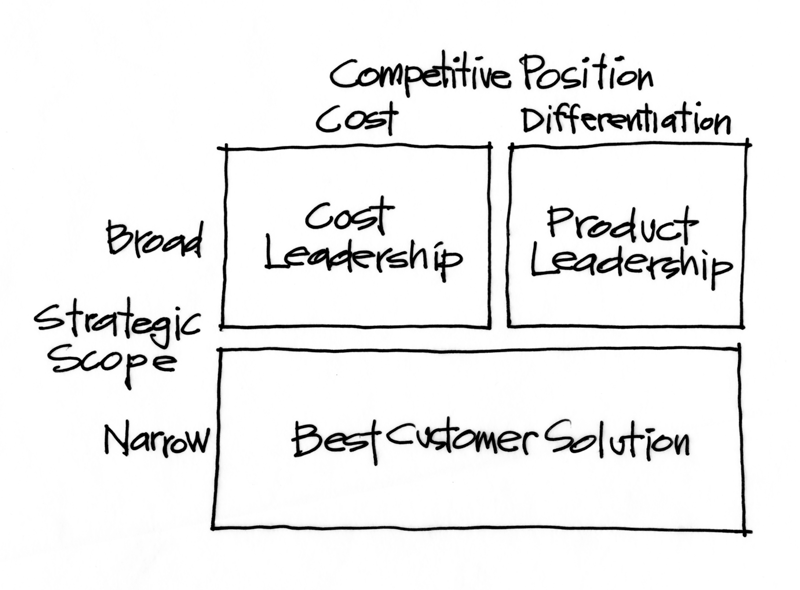 Competitive Position
Cost
Differentiation
Broad
Cost
Leadership
Product
Leadership
Strategic
Scope
Narrow
Best Customer Solution